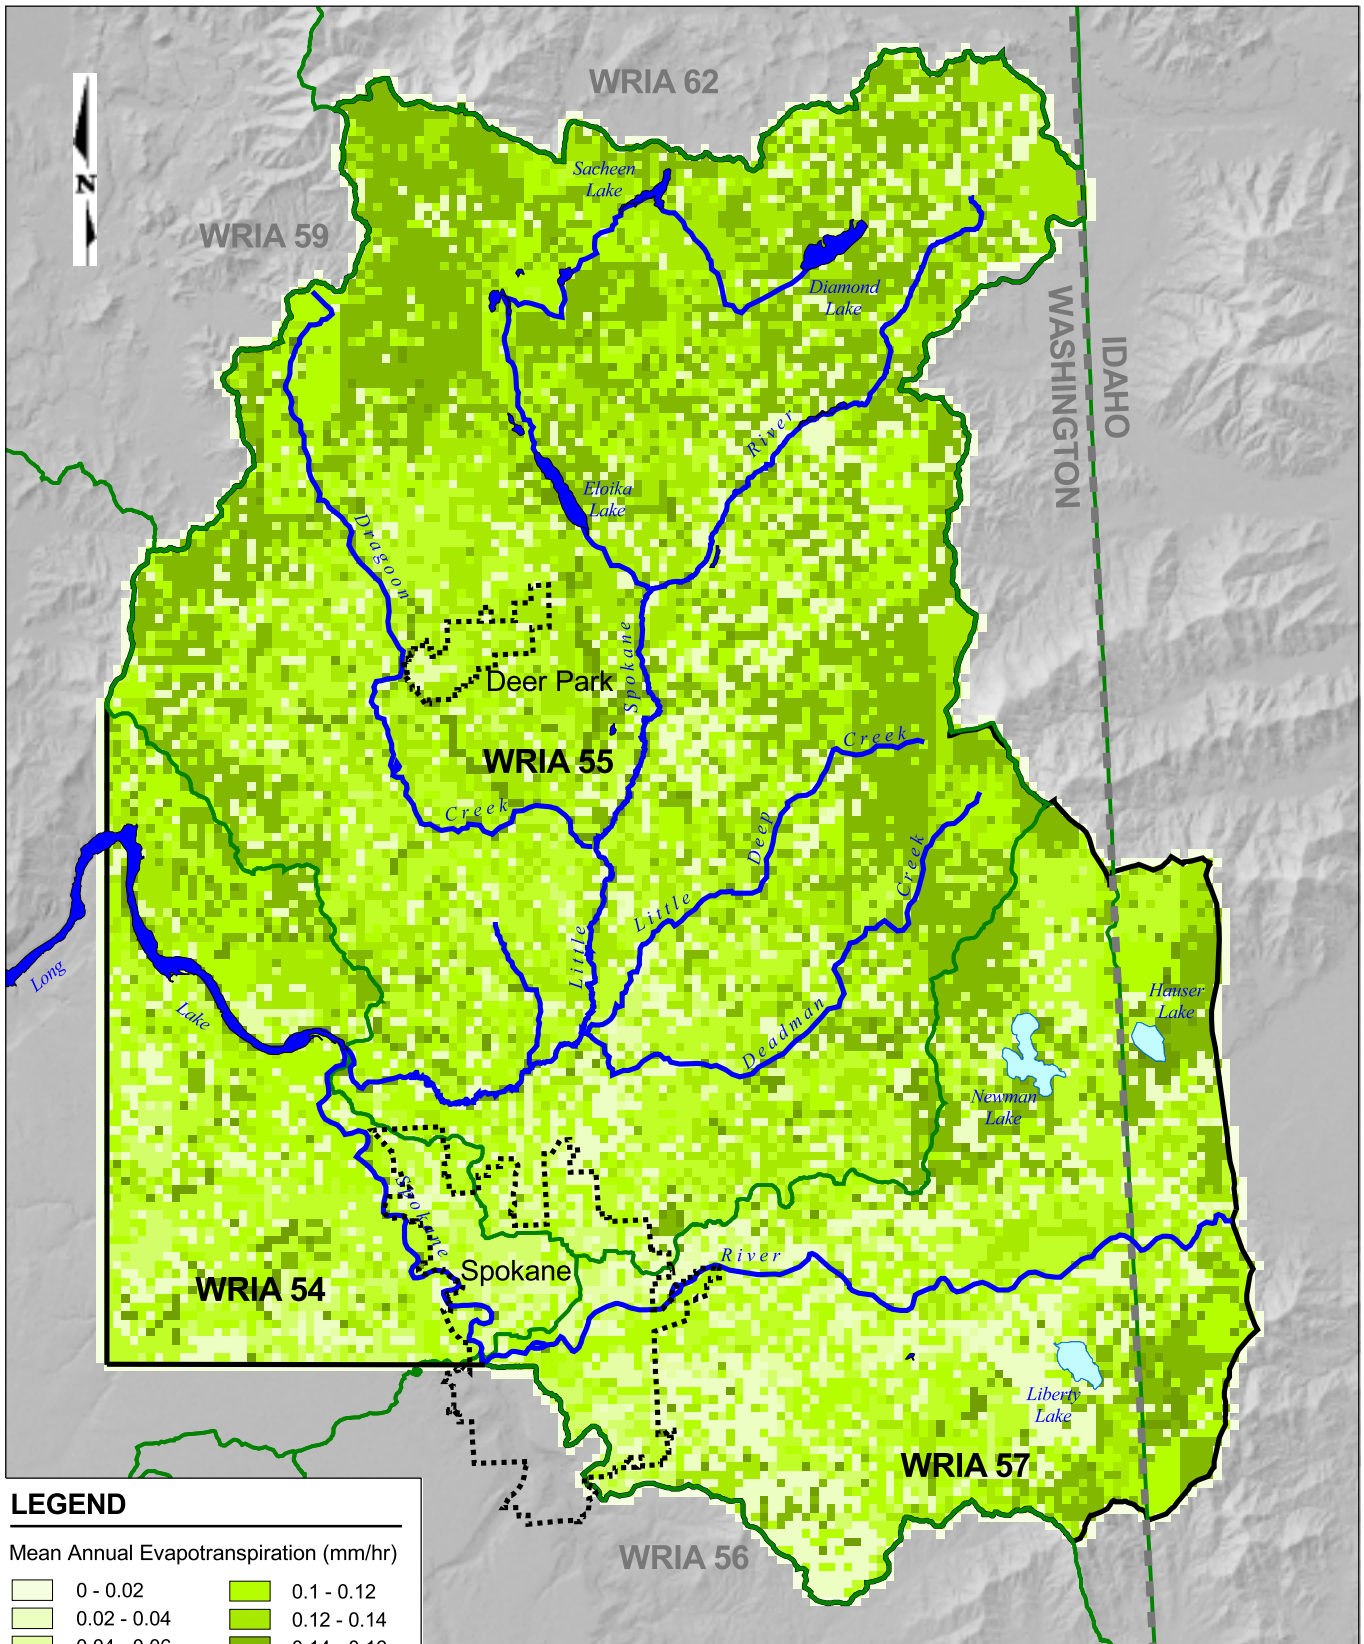 WRIA 62
Sacheen
Lake
WRIA 59
Diamond
Lake
WASHINGTON
IDAHO
River
Eloika
Lake
Dragoon
Spokane
Deer Park
WRIA 55
Creek
Creek
Deep
Creek
Little
Little
Long
Lake
Hauser
Lake
Deadman
Newman
Lake
Spokane
River
Spokane
WRIA 54
Liberty
Lake
WRIA 57
WRIA 56
N
LEGEND
Mean Annual Evapotranspiration (mm/hr)
0 - 0.02
0.1 - 0.12
0.02 - 0.04
0.12 - 0.14